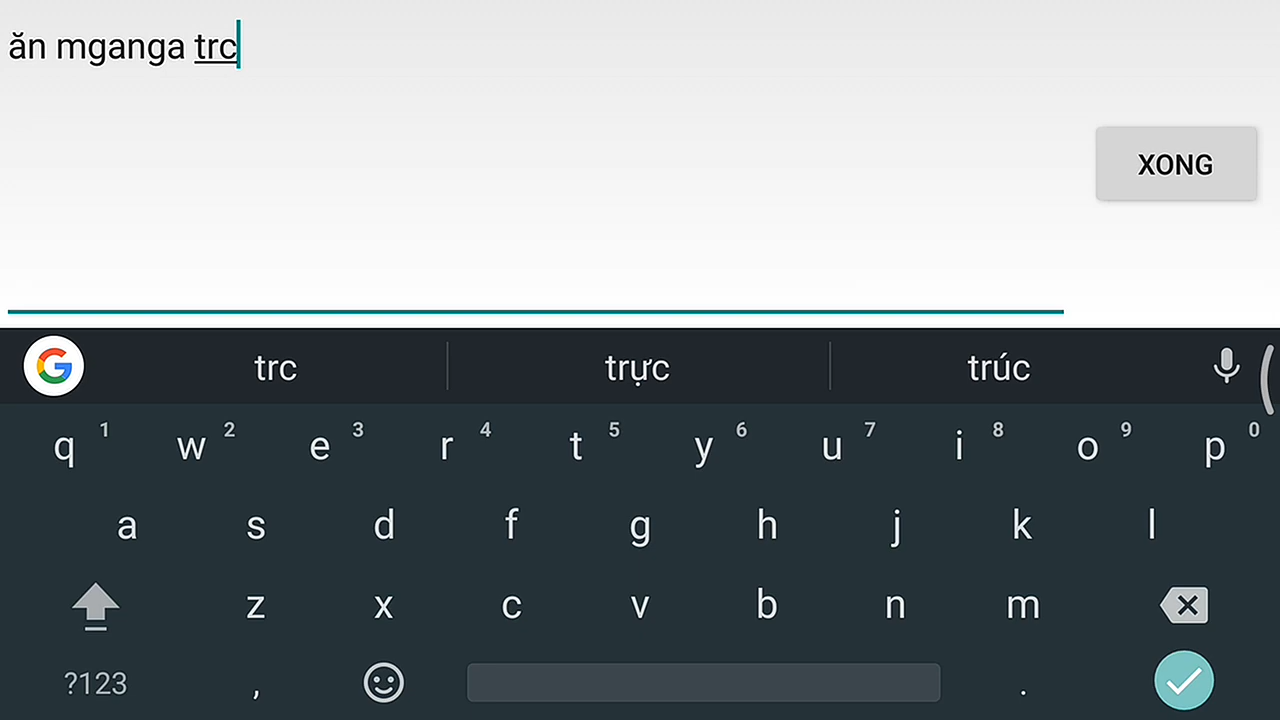 ăn mganga trc
XONG
trc trực trúc
q 1 w 2 e 3 r 4 t 5 y 6 u 7 i 8 o 9 p 0
a s d f g h j k l
z x c v b n m
?123 , .